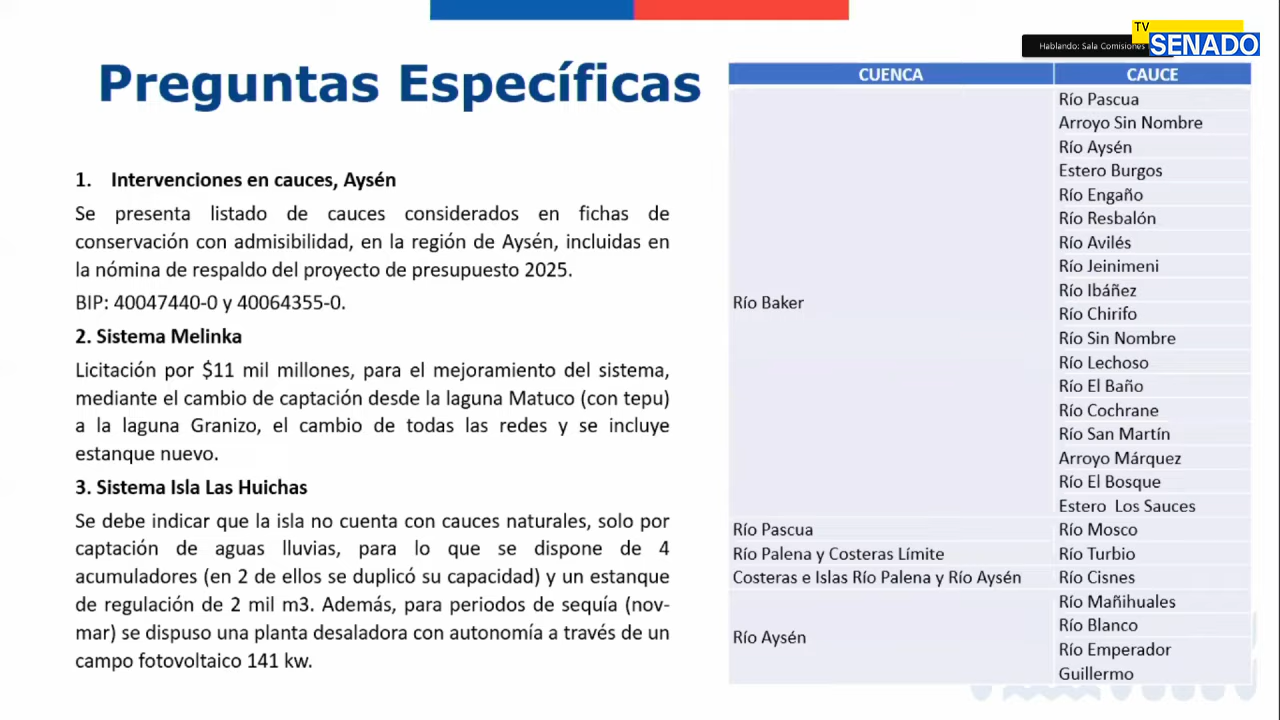 TV
SENADO
Hablando: Sala Comisiones
Preguntas Específicas
1. Intervenciones en cauces, Aysén
Se presenta listado de cauces considerados en fichas de
conservación con admisibilidad, en la región de Aysén, incluidas en
la nómina de respaldo del proyecto de presupuesto 2025.
BIP: 40047440-0 y 40064355-0.
2. Sistema Melinka
Licitación por $11 mil millones, para el mejoramiento del sistema,
mediante el cambio de captación desde la laguna Matuco (con tepu)
a la laguna Granizo, el cambio de todas las redes y se incluye
estanque nuevo.
3. Sistema Isla Las Huichas
Se debe indicar que la isla no cuenta con cauces naturales, solo por
captación de aguas lluvias, para lo que se dispone de 4
acumuladores (en 2 de ellos se duplicó su capacidad) y un estanque
de regulación de 2 mil m3. Además, para periodos de sequía (nov-
mar) se dispuso una planta desaladora con autonomía a través de un
campo fotovoltaico 141 kw.
CUENCA CAUCE
Río Pascua
Arroyo Sin Nombre
Río Aysén
Estero Burgos
Río Engaño
Río Resbalón
Río Avilés
Río Jeinimeni
Río Ibáñez
Río Baker
Río Chirifo
Río Sin Nombre
Río Lechoso
Río El Baño
Río Cochrane
Río San Martín
Arroyo Márquez
Río El Bosque
Estero Los Sauces
Río Pascua Río Mosco
Río Palena y Costeras Límite Río Turbio
Costeras e Islas Río Palena y Río Aysén Río Cisnes
Río Mañihuales
Río Blanco
Río Aysén
Río Emperador
Guillermo